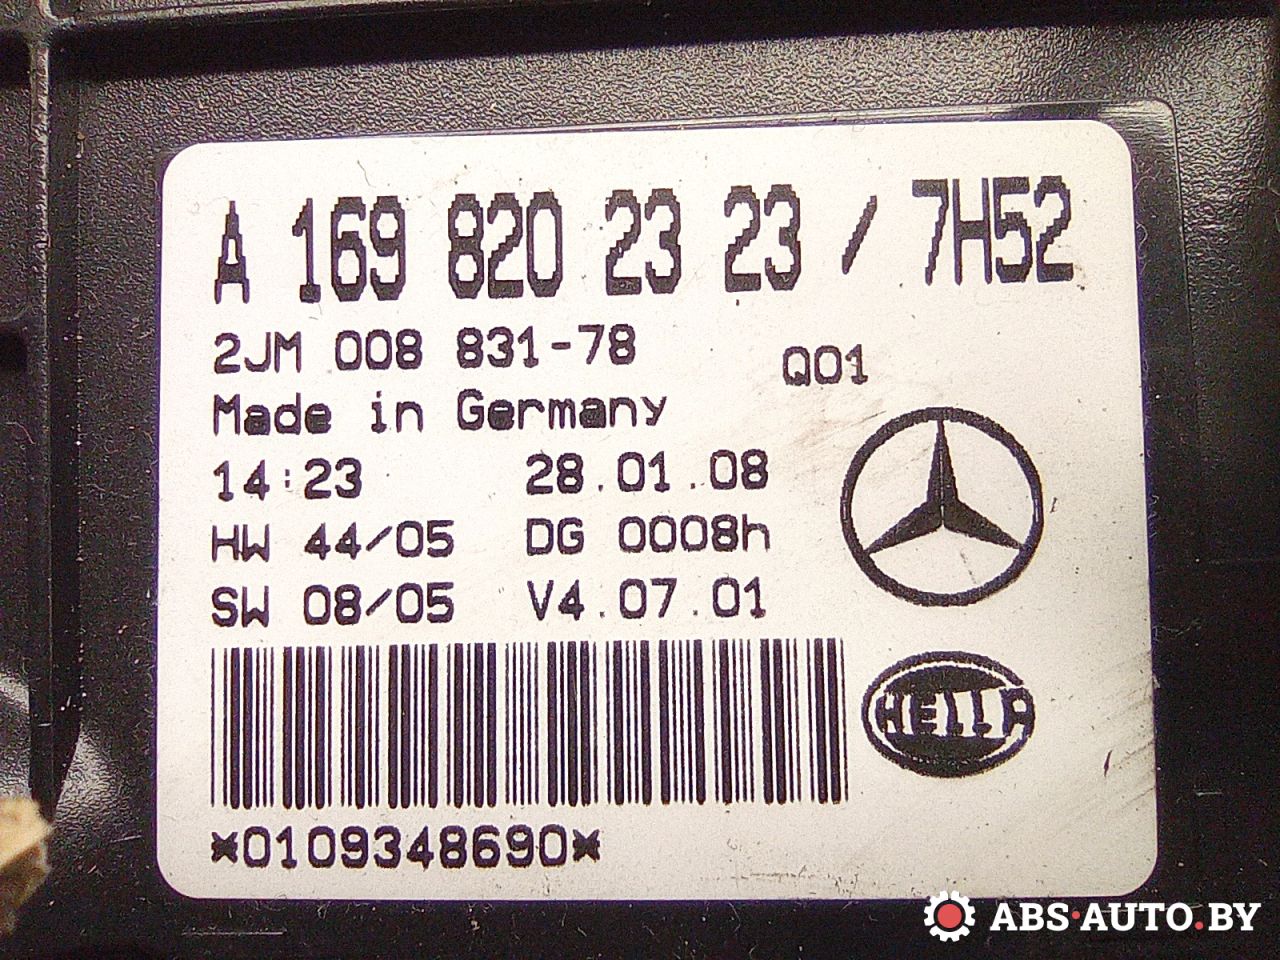 A 169 820 23 23 / 7H52
2JM 008 831-78 Q01
Made in Germany
14:23 28.01.08
HW 44/05 DG 0008h
SW 08/05 V4.07.01
HELLA
*0109348690*
ABS·AUTO.BY